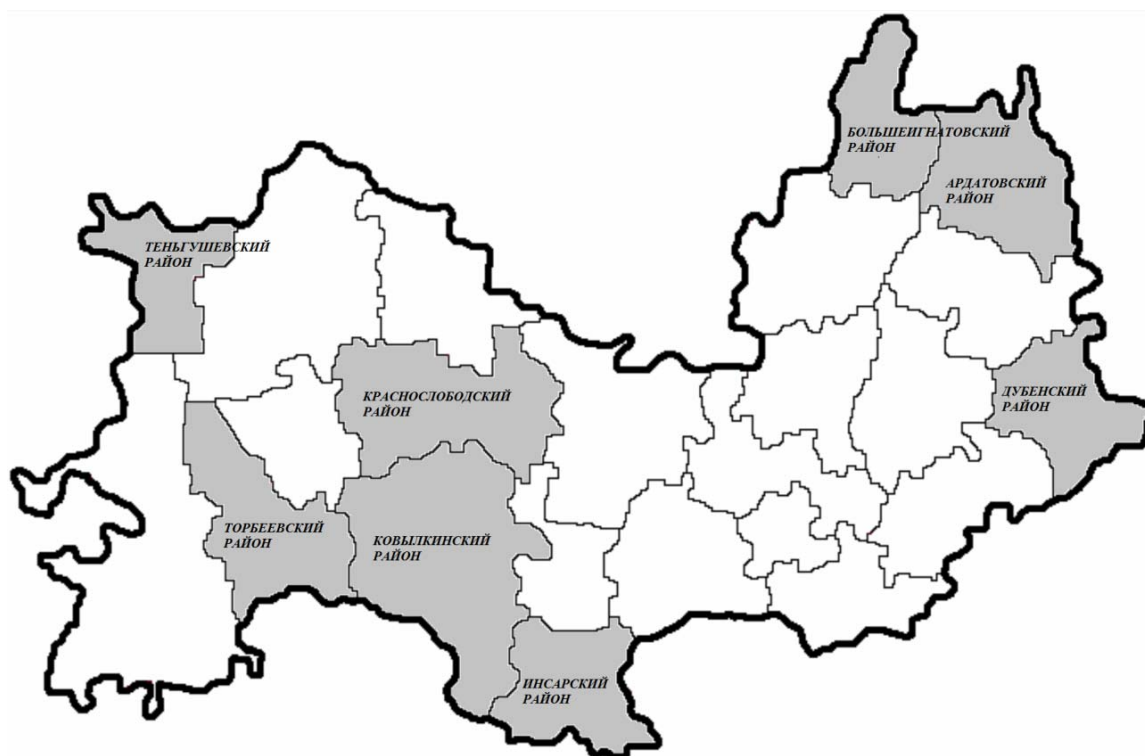 БОЛЬШЕИГНАТОВСКИЙ
РАЙОН
АРДАТОВСКИЙ
РАЙОН
ТЕНЬГУШЕВСКИЙ
РАЙОН
КРАСНОСЛОБОДСКИЙ
РАЙОН
ДУБЕНСКИЙ
РАЙОН
ТОРБЕЕВСКИЙ
РАЙОН
КОВЫЛКИНСКИЙ
РАЙОН
ИНСАРСКИЙ
РАЙОН